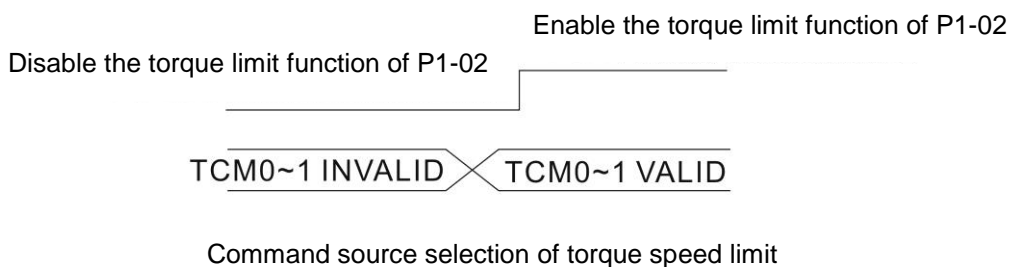 Enable the torque limit function of P1-02
Disable the torque limit function of P1-02
TCM0~1 INVALID TCM0~1 VALID
Command source selection of torque speed limit